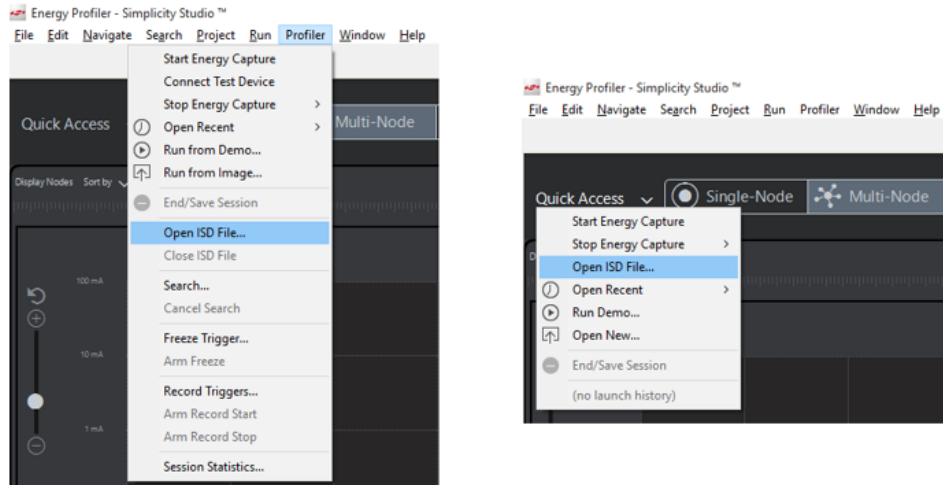 Energy Profiler - Simplicity Studio ™
File Edit Navigate Search Project Run Profiler Window Help
Start Energy Capture
Connect Test Device
Stop Energy Capture
Quick Access
Open Recent
Multi-Node
Run from Demo...
Run from Image...
Display Nodes Sort by
End/Save Session
Open ISD File...
Close ISD File
100 mA
Search...
Cancel Search
Freeze Trigger...
10 mA
Arm Freeze
Record Triggers...
Arm Record Start
1 mA
Arm Record Stop
Session Statistics...
Energy Profiler - Simplicity Studio ™
File Edit Navigate Search Project Run Profiler Window Help
Quick Access Single-Node Multi-Node
Start Energy Capture
Stop Energy Capture
Open ISD File...
Open Recent
Run Demo...
Open New...
End/Save Session
(no launch history)